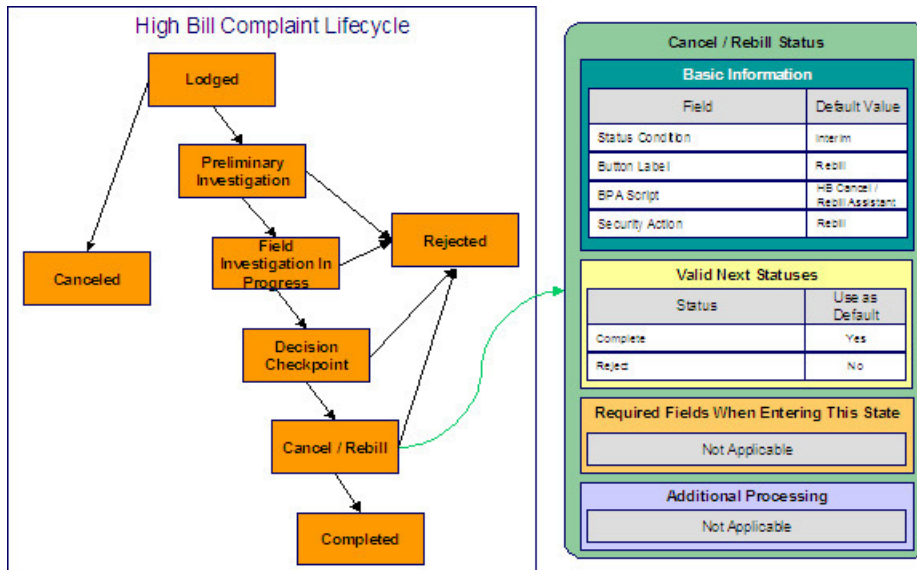 High Bill Complaint Lifecycle
Lodged
Preliminary
Investigation
Field
Investigation In
Progress
Rejected
Canceled
Decision
Checkpoint
Cancel / Rebill
Completed
Cancel / Rebill Status
Basic Information
Field Default Value
Status Condition Interim
Button Label Rebill
BPA Script HB Cancel /
Rebill Assistant
Security Action Rebill
Valid Next Statuses
Status Use as
Default
Complete Yes
Reject No
Required Fields When Entering This State
Not Applicable
Additional Processing
Not Applicable